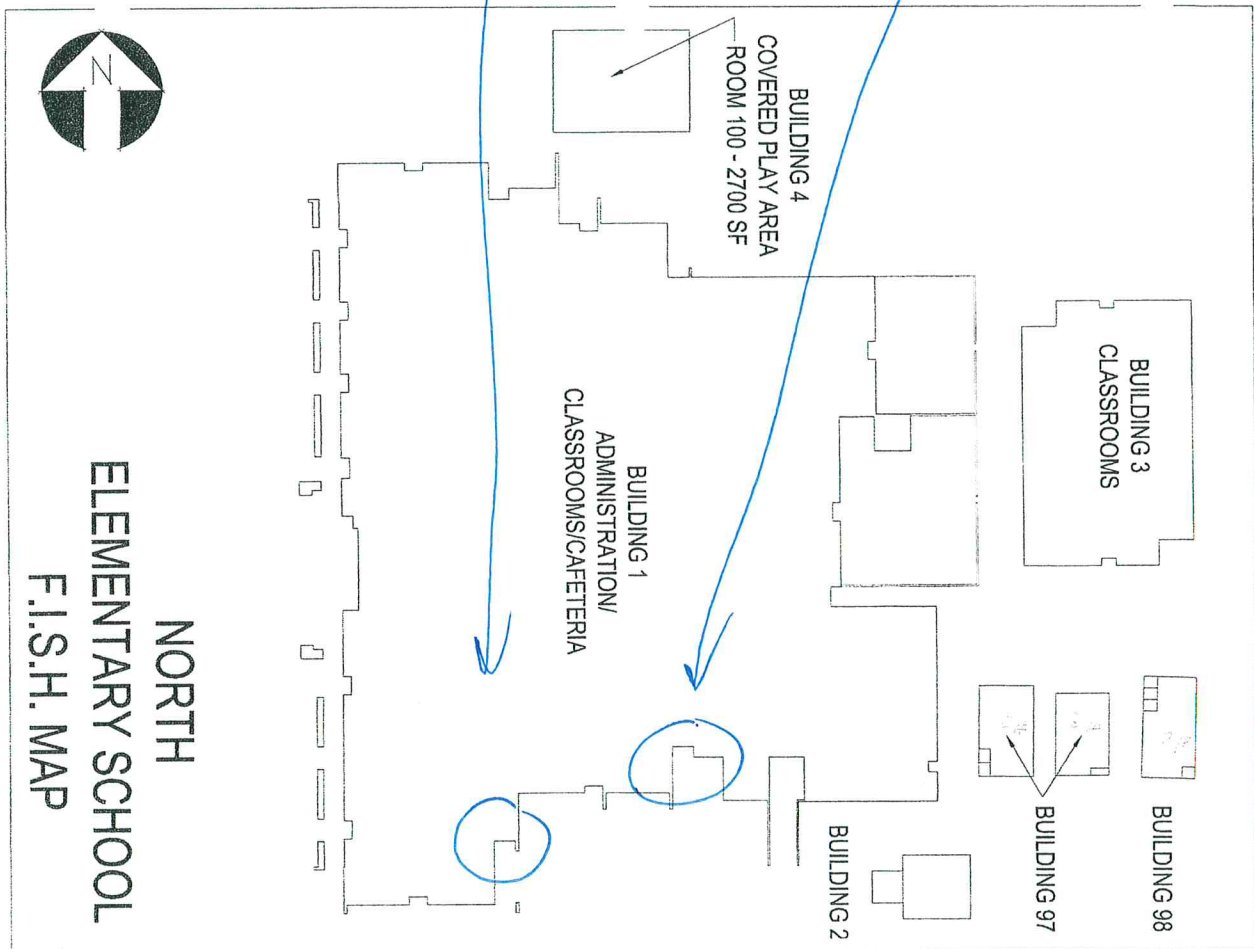 N
BUILDING 4
COVERED PLAY AREA
ROOM 100 - 2700 SF
BUILDING 3
CLASSROOMS
BUILDING 1
ADMINISTRATION/
CLASSROOMS/CAFETERIA
BUILDING 98
BUILDING 97
BUILDING 2
NORTH
ELEMENTARY SCHOOL
F.I.S.H. MAP